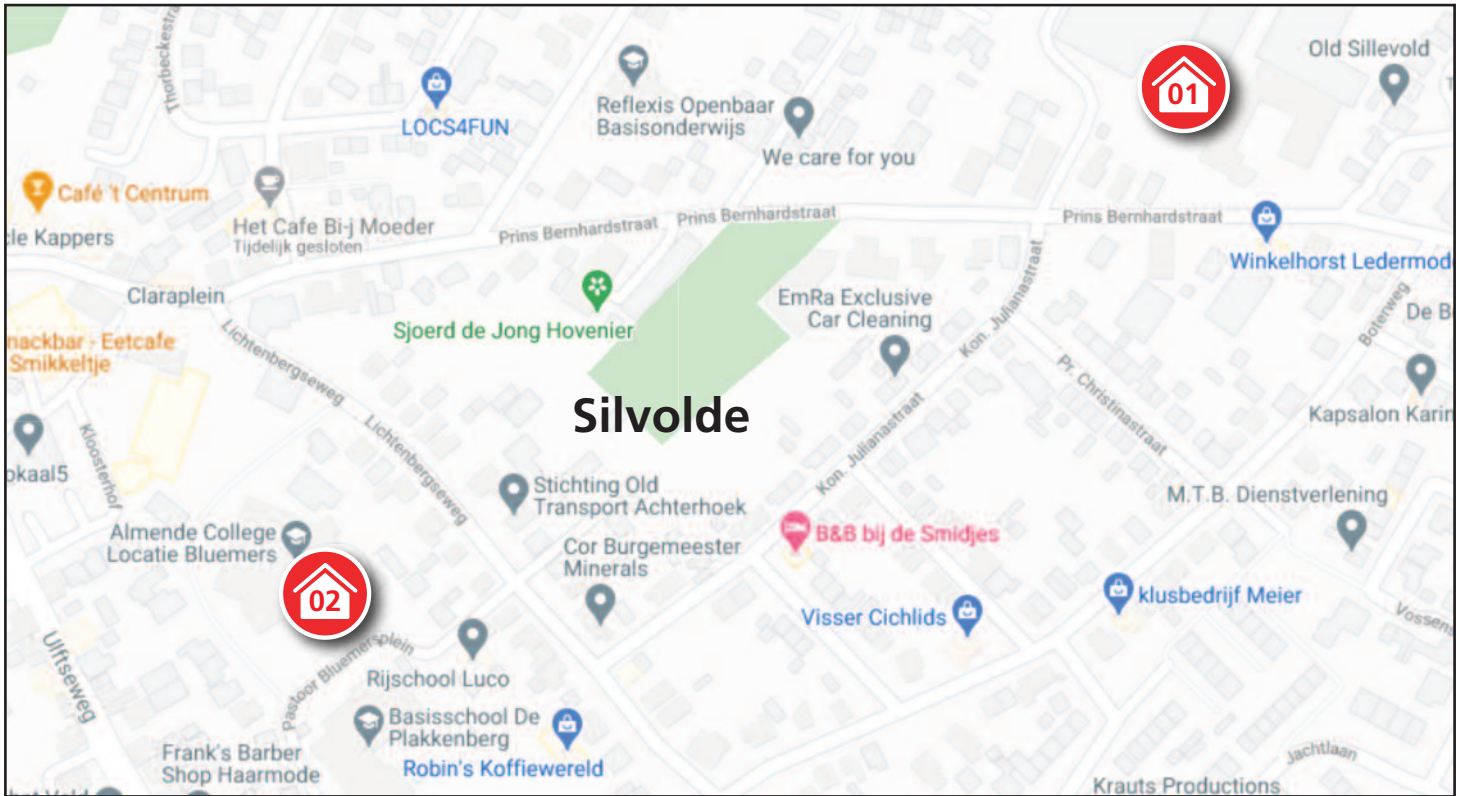 Thorbeckestra
Old Sillevold
01
LOCS4FUN
Reflexis Openbaar
Basisonderwijs
We care for you
Café 't Centrum
cle Kappers
Het Cafe Bi-j Moeder
Tijdelijk gesloten
Prins Bernhardstraat
Prins Bernhardstraat
Prins Bernhardstraat
Winkelhorst Ledermod
Claraplein
Sjoerd de Jong Hovenier
EmRa Exclusive
Car Cleaning
Kon. Julianastraat
Boterweg
De B
nackbar - Eetcafe
Smikkeltje
Lichtenbergseweg
Pr. Christinastraat
Kapsalon Karin
Silvolde
Lichtenbergseweg
Kon. Julianastraat
Kloosterhof
okaal5
Stichting Old
Transport Achterhoek
M.T.B. Dienstverlening
Almende College
Locatie Bluemers
B&B bij de Smidjes
Cor Burgemeester
Minerals
02
klusbedrijf Meier
Visser Cichlids
Vossens
Ulftseweg
Pastoor Bluemersplein
Rijschool Luco
Basisschool De
Plakkenberg
Robin's Koffiewereld
Frank's Barber
Shop Haarmode
Jachtlaan
Krauts Productions